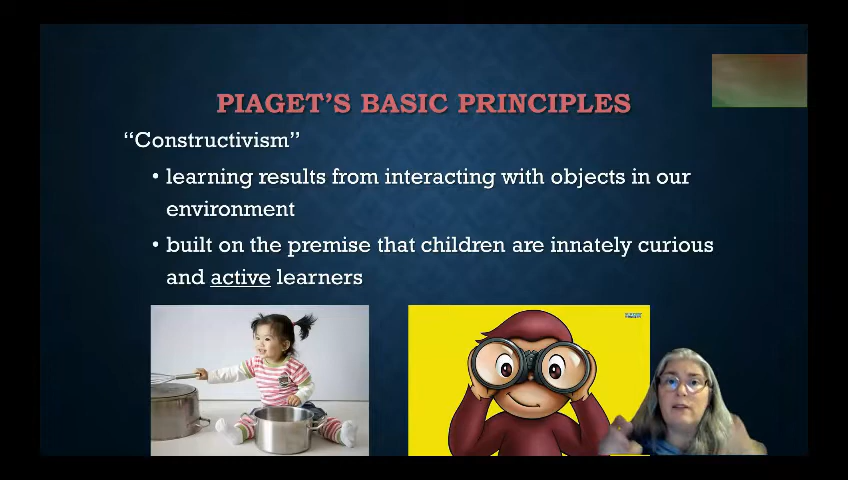 PIAGET'S BASIC PRINCIPLES
“Constructivism”
• learning results from interacting with objects in our
environment
• built on the premise that children are innately curious
and active learners